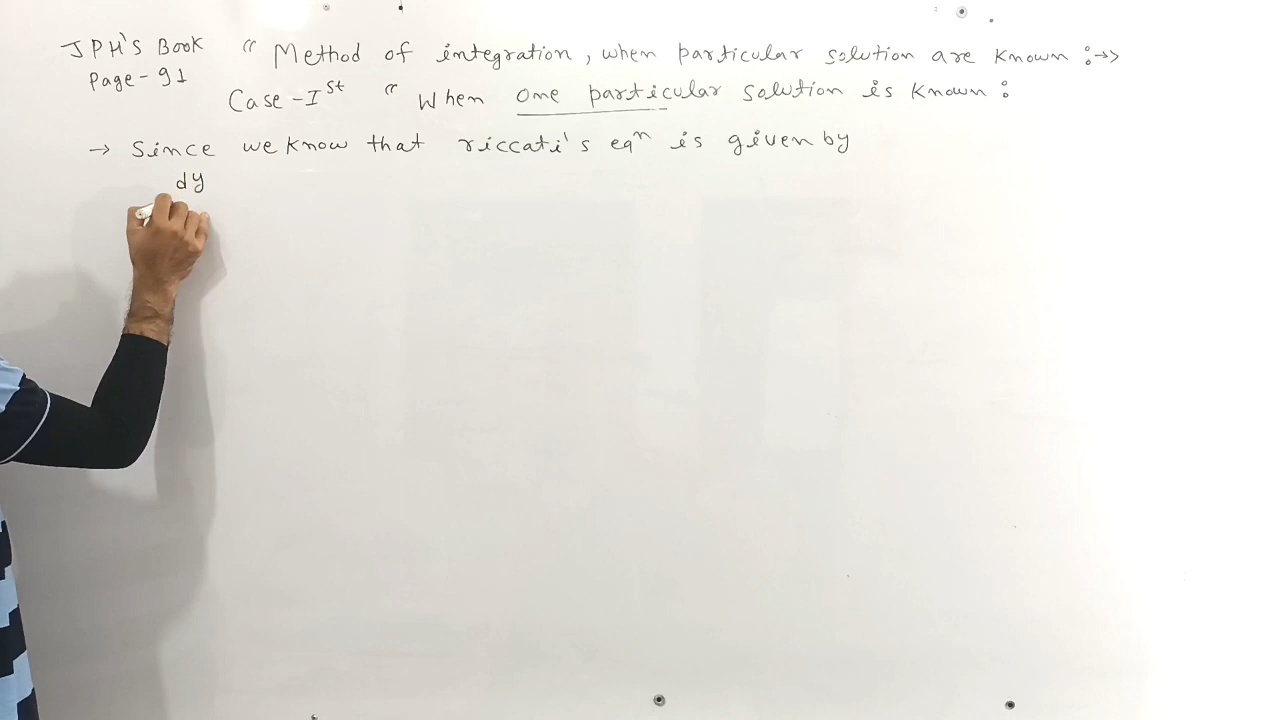 JPH'S Book “ Method of integration, when particular solution are known :→>
Page-91
Case-Iˢᵗ “ When one particular solution is known :
→ Since we know that riccati's eqⁿ is given by
dy